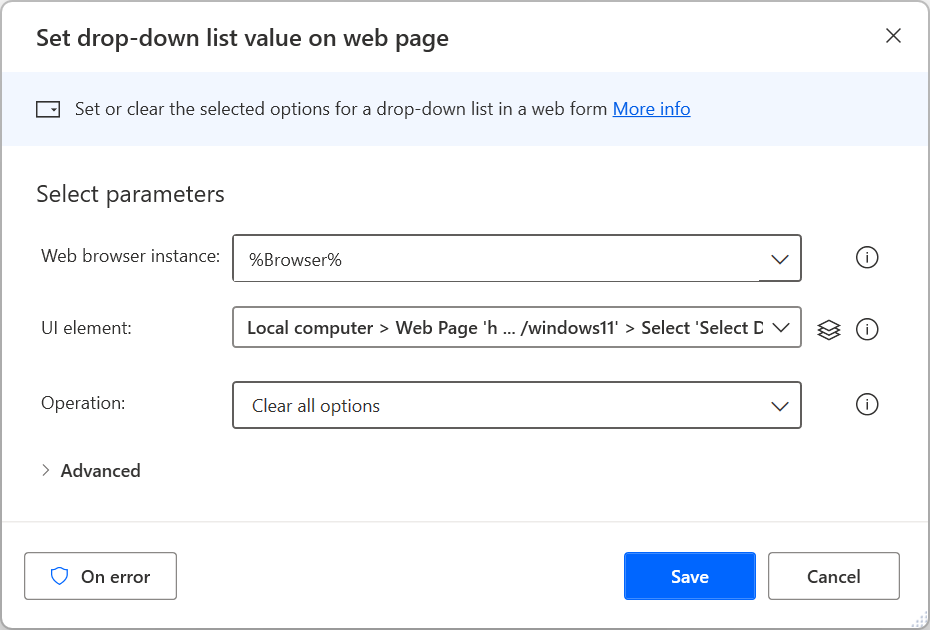 Set drop-down list value on web page
Set or clear the selected options for a drop-down list in a web form More info
Select parameters
Web browser instance: %Browser%
UI element: Local computer > Web Page 'h ... /windows11' > Select 'Select D
Operation: Clear all options
Advanced
On error Save Cancel